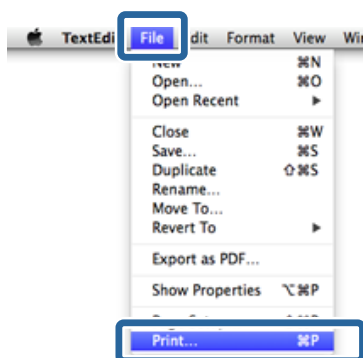 TextEdi File dit Format View Wi
New ⌘N
Open... ⌘O
Open Recent ▶
Close ⌘W
Save... ⌘S
Duplicate ⇧⌘S
Rename...
Move To...
Revert To ▶
Export as PDF...
Show Properties ⌥⌘P
Print... ⌘P